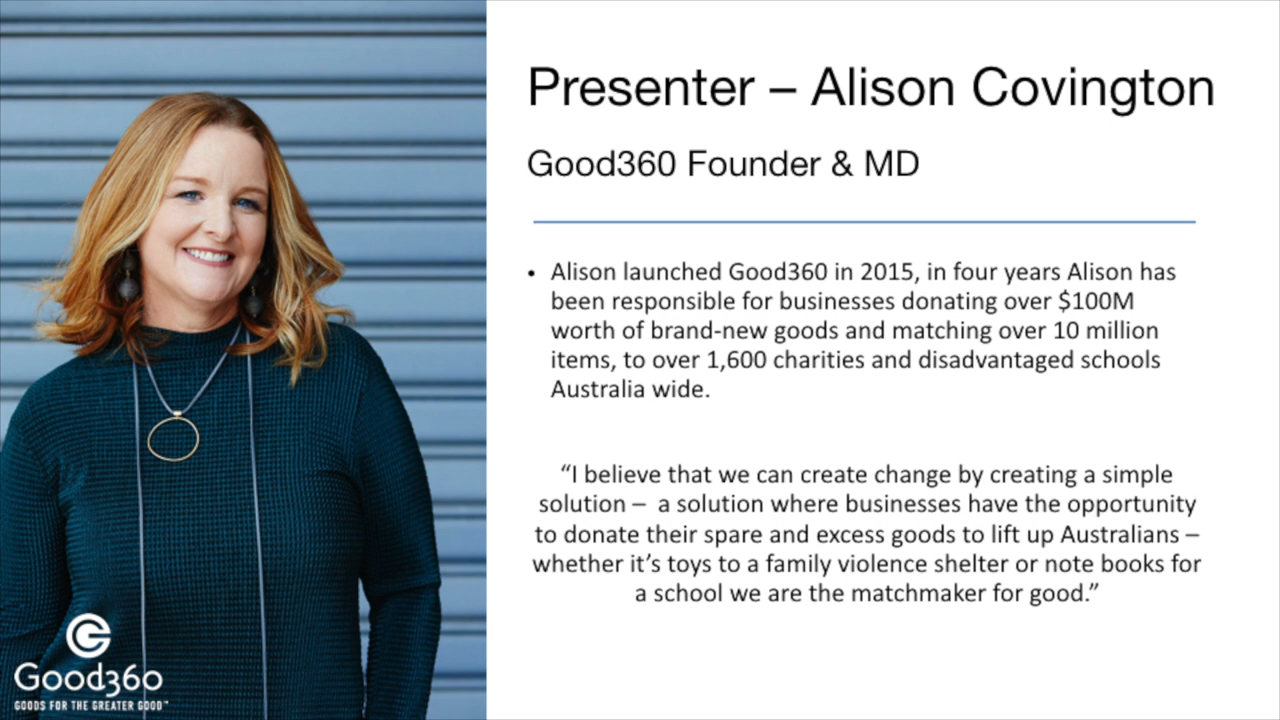 Presenter – Alison Covington
Good360 Founder & MD
• Alison launched Good360 in 2015, in four years Alison has
been responsible for businesses donating over $100M
worth of brand-new goods and matching over 10 million
items, to over 1,600 charities and disadvantaged schools
Australia wide.
“I believe that we can create change by creating a simple
solution – a solution where businesses have the opportunity
to donate their spare and excess goods to lift up Australians –
whether it’s toys to a family violence shelter or note books for
a school we are the matchmaker for good.”
Good360
GOODS FOR THE GREATER GOOD™